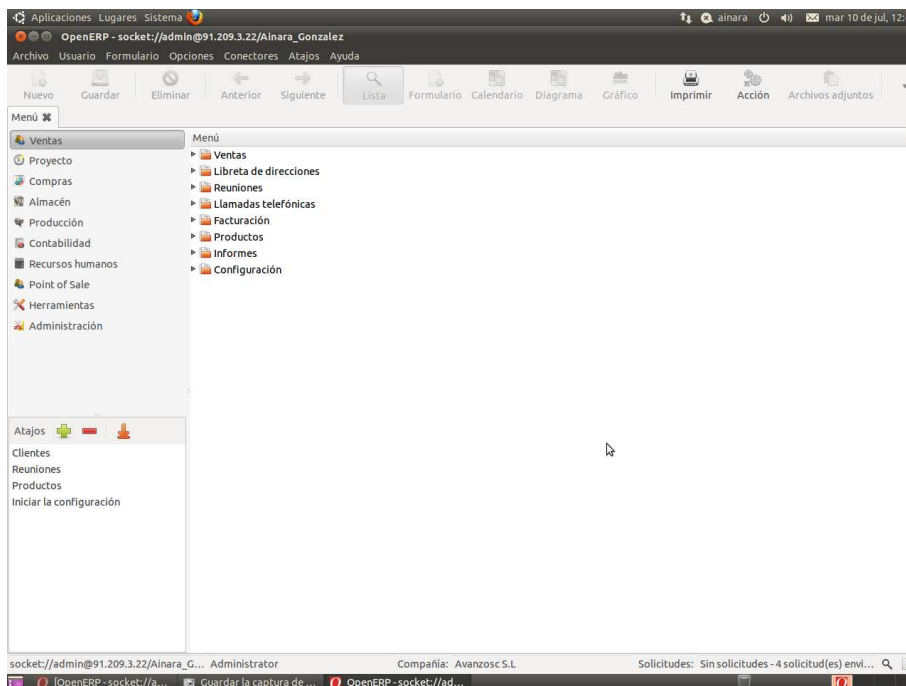 Aplicaciones Lugares Sistema ainara mar 10 de jul, 12:
OpenERP - socket://admin@91.209.3.22/Ainara_Gonzalez
Archivo Usuario Formulario Opciones Conectores Atajos Ayuda
Nuevo Guardar Eliminar Anterior Siguiente Lista Formulario Calendario Diagrama Gráfico Imprimir Acción Archivos adjuntos
Menú
Ventas
Proyecto
Compras
Almacén
Producción
Contabilidad
Recursos humanos
Point of Sale
Herramientas
Administración
Menú
Ventas
Libreta de direcciones
Reuniones
Llamadas telefónicas
Facturación
Productos
Informes
Configuración
Atajos
Clientes
Reuniones
Productos
Iniciar la configuración
socket://admin@91.209.3.22/Ainara_G... Administrator Compañía: Avanzosc S.L Solicitudes: Sin solicitudes - 4 solicitud(es) envi...
[OpenERP - socket://a... Guardar la captura de ... OpenERP - socket://ad...